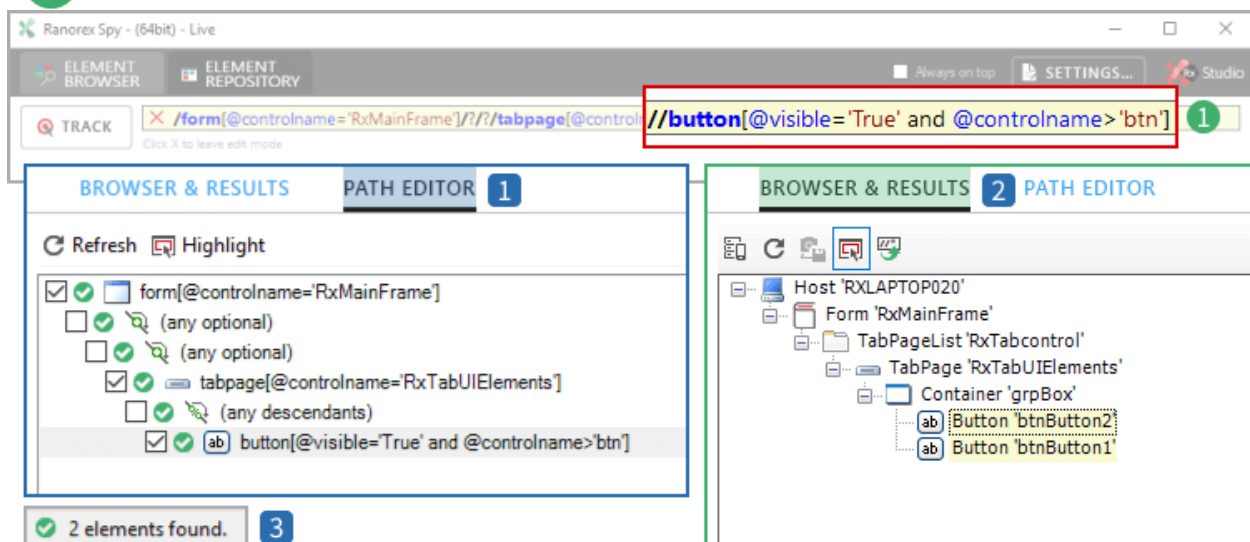 Ranorex Spy - (64bit) - Live
ELEMENT BROWSER
ELEMENT REPOSITORY
Always on top
SETTINGS...
Rx Studio
TRACK
/form[@controlname='RxMainFrame']/?/?/tabpage[@controln
//button[@visible='True' and @controlname>'btn']
1
Click X to leave edit mode
BROWSER & RESULTS
PATH EDITOR
1
Refresh
Highlight
form[@controlname='RxMainFrame']
(any optional)
(any optional)
tabpage[@controlname='RxTabUIElements']
(any descendants)
ab
button[@visible='True' and @controlname>'btn']
2 elements found.
3
BROWSER & RESULTS
2
PATH EDITOR
Host 'RXLAPTOP020'
Form 'RxMainFrame'
TabPageList 'RxTabcontrol'
TabPage 'RxTabUIElements'
Container 'grpBox'
ab Button 'btnButton2'
ab Button 'btnButton1'